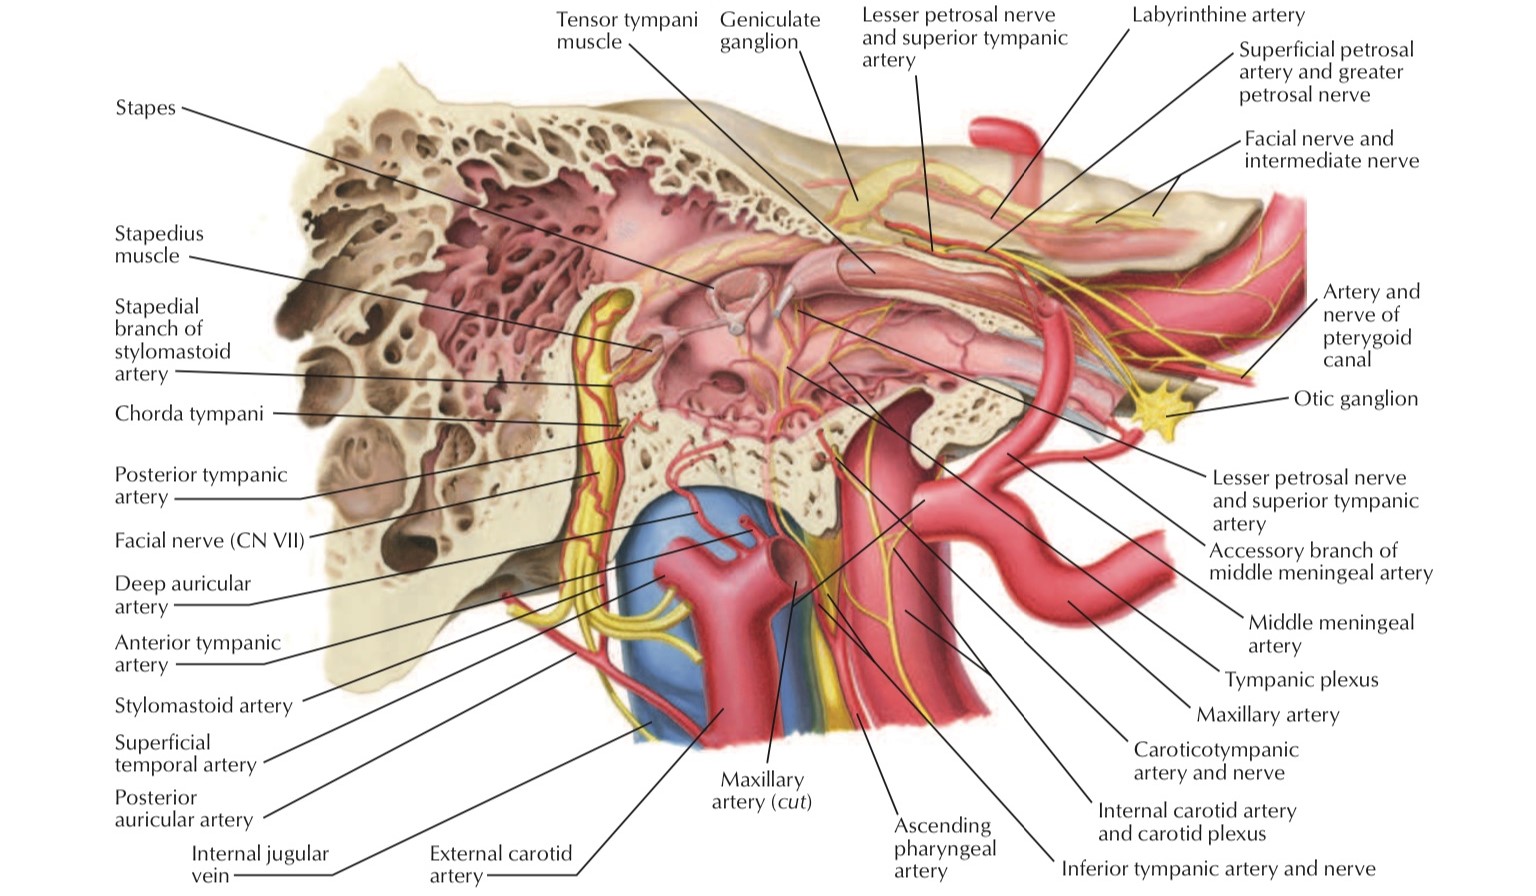 Tensor tympani
muscle
Geniculate
ganglion
Lesser petrosal nerve
and superior tympanic
artery
Labyrinthine artery
Superficial petrosal
artery and greater
petrosal nerve
Facial nerve and
intermediate nerve
Stapes
Stapedius
muscle
Stapedial
branch of
stylomastoid
artery
Chorda tympani
Posterior tympanic
artery
Facial nerve (CN VII)
Deep auricular
artery
Anterior tympanic
artery
Stylomastoid artery
Superficial
temporal artery
Posterior
auricular artery
Internal jugular
vein
External carotid
artery
Maxillary
artery (cut)
Ascending
pharyngeal
artery
Artery and
nerve of
pterygoid
canal
Otic ganglion
Lesser petrosal nerve
and superior tympanic
artery
Accessory branch of
middle meningeal artery
Middle meningeal
artery
Tympanic plexus
Maxillary artery
Caroticotympanic
artery and nerve
Internal carotid artery
and carotid plexus
Inferior tympanic artery and nerve